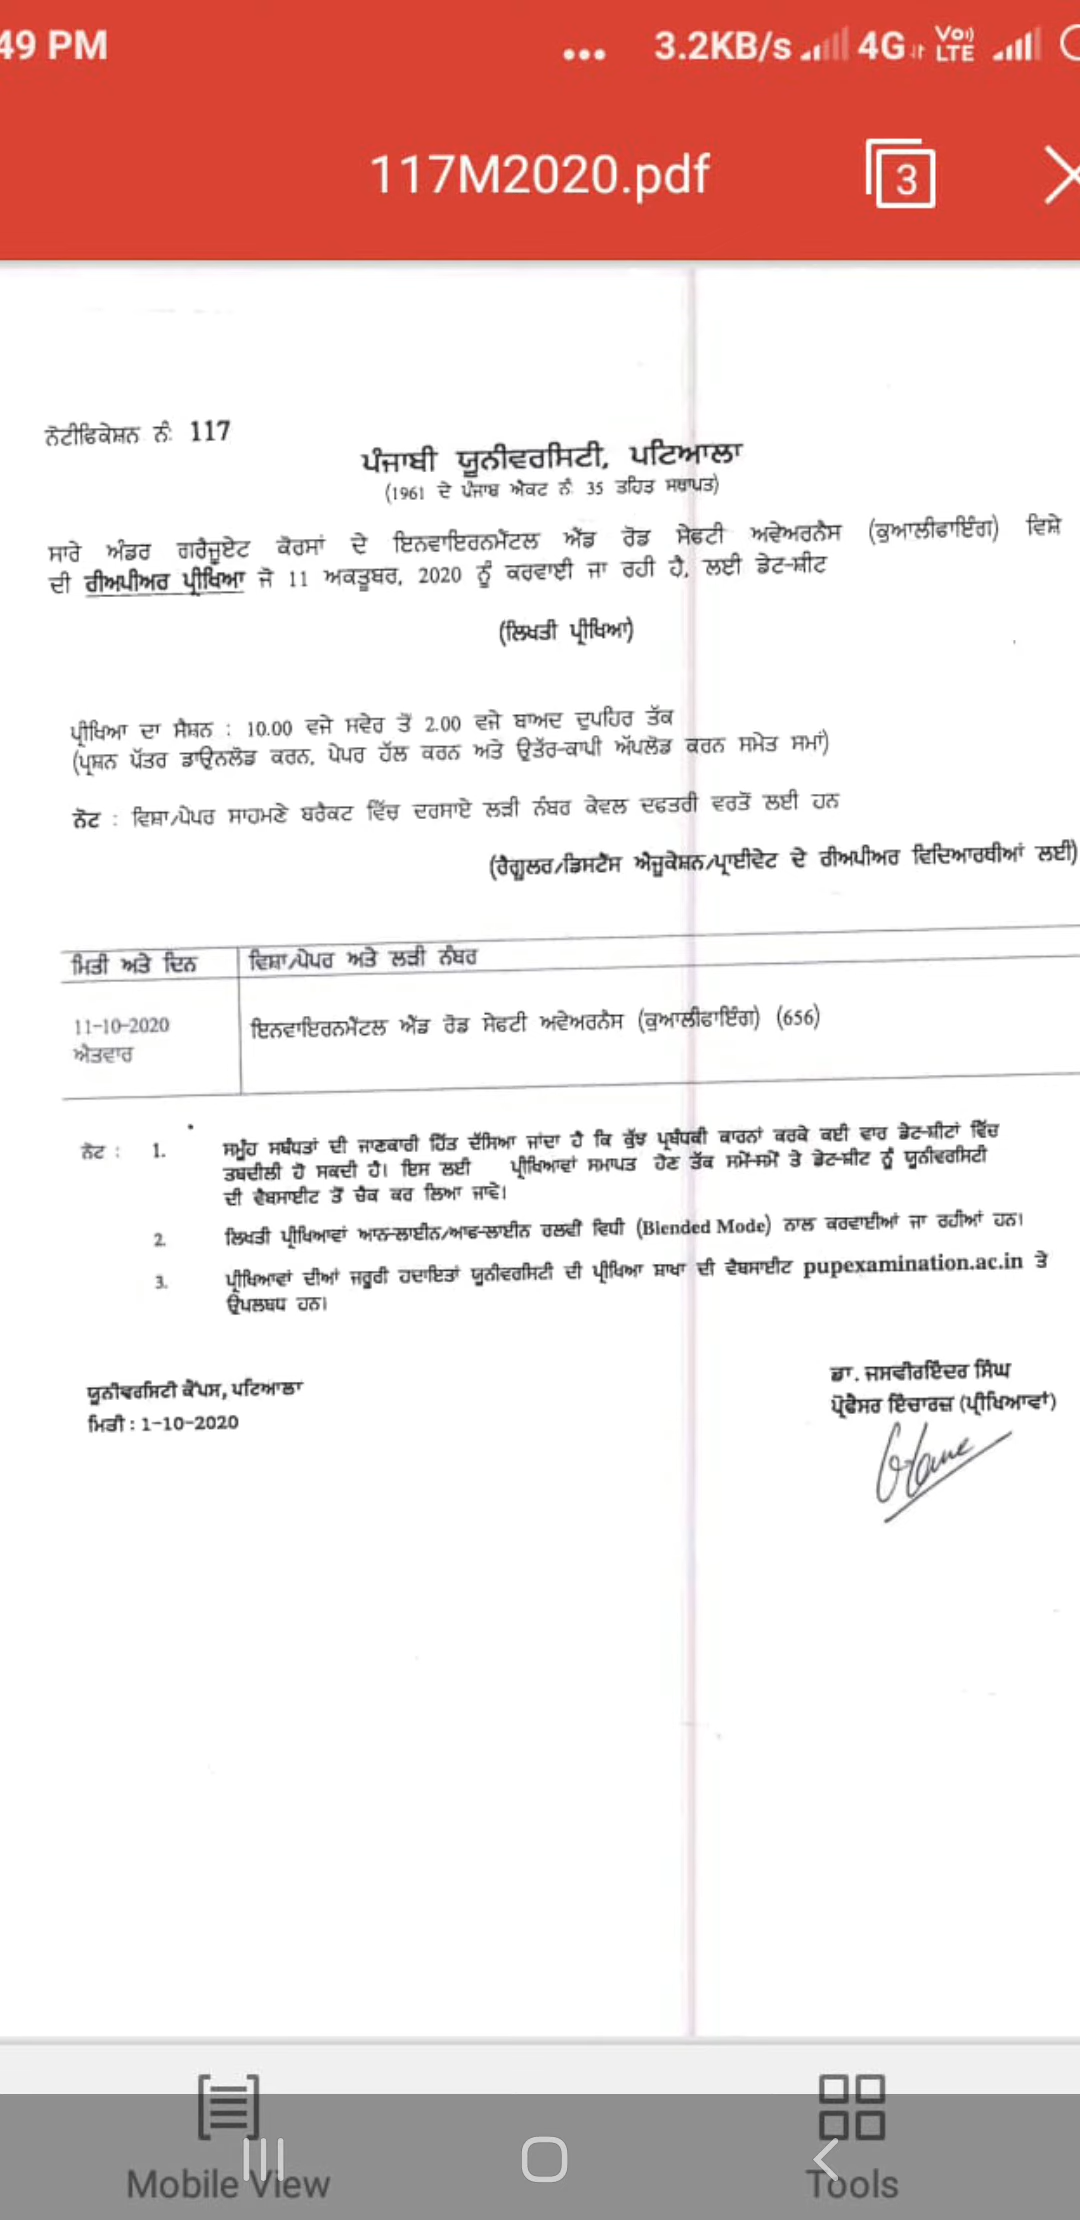 49 PM ... 3.2KB/s 4G Vo) LTE
117M2020.pdf 3
ਨੋਟੀਫਿਕੇਸ਼ਨ ਨੰ: 117
ਪੰਜਾਬੀ ਯੂਨੀਵਰਸਿਟੀ, ਪਟਿਆਲਾ
(1961 ਦੇ ਪੰਜਾਬ ਐਕਟ ਨੰ 35 ਤਹਿਤ ਸਥਾਪਤ)
ਸਾਰੇ ਅੰਡਰ ਗਰੈਜੂਏਟ ਕੋਰਸਾਂ ਦੇ ਇਨਵਾਇਰਨਮੈਂਟਲ ਐਂਡ ਰੋਡ ਸੇਫਟੀ ਅਵੇਅਰਨੈਸ (ਕੁਆਲੀਫਾਇੰਗ) ਵਿਸ਼ੇ
ਦੀ ਰੀਅਪੀਅਰ ਪ੍ਰੀਖਿਆ ਜੋ 11 ਅਕਤੂਬਰ, 2020 ਨੂੰ ਕਰਵਾਈ ਜਾ ਰਹੀ ਹੈ, ਲਈ ਡੇਟ-ਸ਼ੀਟ
(ਲਿਖਤੀ ਪ੍ਰੀਖਿਆ)
ਪ੍ਰੀਖਿਆ ਦਾ ਸੈਸ਼ਨ : 10.00 ਵਜੇ ਸਵੇਰ ਤੋਂ 2.00 ਵਜੇ ਬਾਅਦ ਦੁਪਹਿਰ ਤੱਕ
(ਪ੍ਰਸ਼ਨ ਪੱਤਰ ਡਾਊਨਲੋਡ ਕਰਨ, ਪੇਪਰ ਹੱਲ ਕਰਨ ਅਤੇ ਉੱਤਰ-ਕਾਪੀ ਅੱਪਲੋਡ ਕਰਨ ਸਮੇਤ ਸਮਾਂ)
ਨੋਟ : ਵਿਸ਼ਾ/ਪੇਪਰ ਸਾਹਮਣੇ ਬਰੈਕਟ ਵਿੱਚ ਦਰਸਾਏ ਲੜੀ ਨੰਬਰ ਕੇਵਲ ਦਫਤਰੀ ਵਰਤੋਂ ਲਈ ਹਨ
(ਰੈਗੂਲਰ/ਡਿਸਟੈਂਸ ਐਜੂਕੇਸ਼ਨ/ਪ੍ਰਾਈਵੇਟ ਦੇ ਰੀਅਪੀਅਰ ਵਿਦਿਆਰਥੀਆਂ ਲਈ)
ਮਿਤੀ ਅਤੇ ਦਿਨ ਵਿਸ਼ਾ/ਪੇਪਰ ਅਤੇ ਲੜੀ ਨੰਬਰ
11-10-2020 ਇਨਵਾਇਰਨਮੈਂਟਲ ਐਂਡ ਰੋਡ ਸੇਫਟੀ ਅਵੇਅਰਨੈਸ (ਕੁਆਲੀਫਾਇੰਗ) (656)
ਐਤਵਾਰ
ਨੋਟ : 1. ਸਮੂੰਹ ਸਬੰਧਤਾਂ ਦੀ ਜਾਣਕਾਰੀ ਹਿੱਤ ਦੱਸਿਆ ਜਾਂਦਾ ਹੈ ਕਿ ਕੁੱਝ ਪ੍ਰਬੰਧਕੀ ਕਾਰਨਾਂ ਕਰਕੇ ਕਈ ਵਾਰ ਡੇਟ-ਸ਼ੀਟਾਂ ਵਿੱਚ
ਤਬਦੀਲੀ ਹੋ ਸਕਦੀ ਹੈ। ਇਸ ਲਈ ਪ੍ਰੀਖਿਆਵਾਂ ਸਮਾਪਤ ਹੋਣ ਤੱਕ ਸਮੇਂ-ਸਮੇਂ ਤੇ ਡੇਟ-ਸ਼ੀਟ ਨੂੰ ਯੂਨੀਵਰਸਿਟੀ
ਦੀ ਵੈਬਸਾਈਟ ਤੋਂ ਚੈਕ ਕਰ ਲਿਆ ਜਾਵੇ।
2. ਲਿਖਤੀ ਪ੍ਰੀਖਿਆਵਾਂ ਆਨ-ਲਾਈਨ/ਆਫ-ਲਾਈਨ ਰਲਵੀਂ ਵਿਧੀ (Blended Mode) ਨਾਲ ਕਰਵਾਈਆਂ ਜਾ ਰਹੀਆਂ ਹਨ।
3. ਪ੍ਰੀਖਿਆਵਾਂ ਦੀਆਂ ਜਰੂਰੀ ਹਦਾਇਤਾਂ ਯੂਨੀਵਰਸਿਟੀ ਦੀ ਪ੍ਰੀਖਿਆ ਸ਼ਾਖਾ ਦੀ ਵੈਬਸਾਈਟ pupexamination.ac.in ਤੇ
ਉਪਲਬਧ ਹਨ।
ਡਾ. ਜਸਵੀਰਇੰਦਰ ਸਿੰਘ
ਯੂਨੀਵਰਸਿਟੀ ਕੈਂਪਸ, ਪਟਿਆਲਾ ਪ੍ਰੋਫੈਸਰ ਇੰਚਾਰਜ਼ (ਪ੍ਰੀਖਿਆਵਾਂ)
ਮਿਤੀ : 1-10-2020
Mobile View Tools